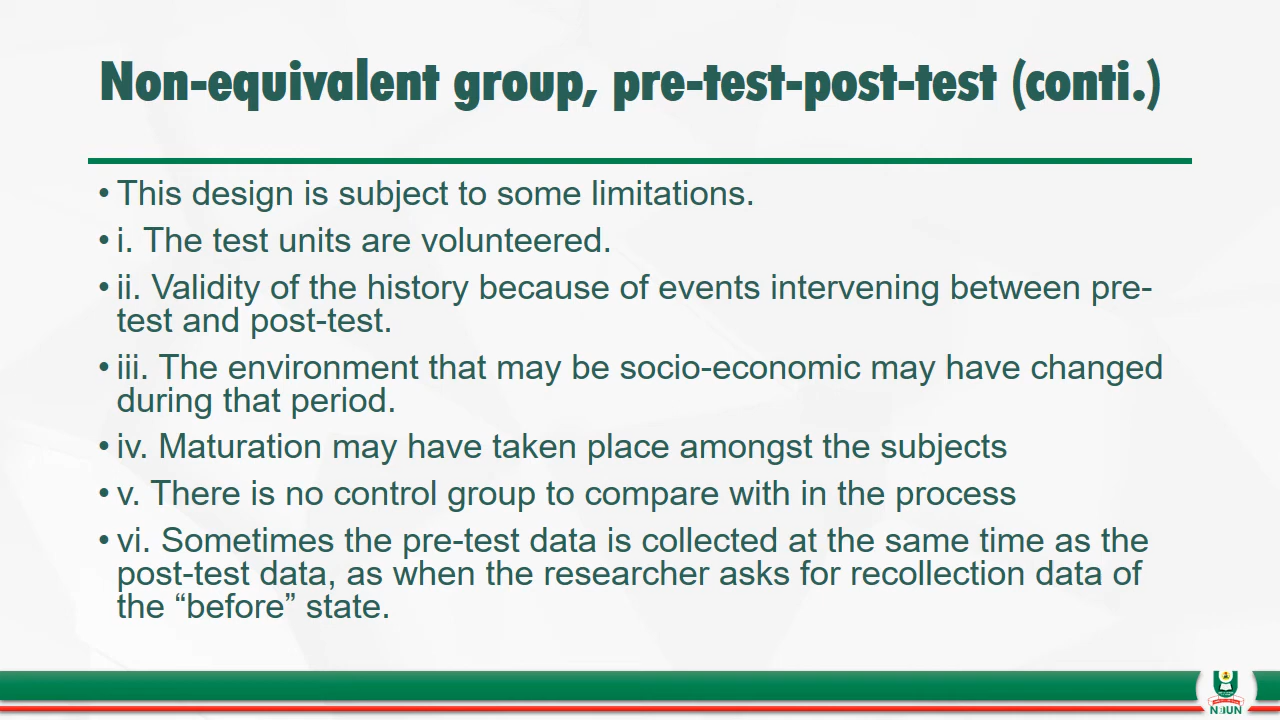 Non-equivalent group, pre-test-post-test (conti.)
• This design is subject to some limitations.
• i. The test units are volunteered.
• ii. Validity of the history because of events intervening between pre-
test and post-test.
• iii. The environment that may be socio-economic may have changed
during that period.
• iv. Maturation may have taken place amongst the subjects
• v. There is no control group to compare with in the process
• vi. Sometimes the pre-test data is collected at the same time as the
post-test data, as when the researcher asks for recollection data of
the “before” state.